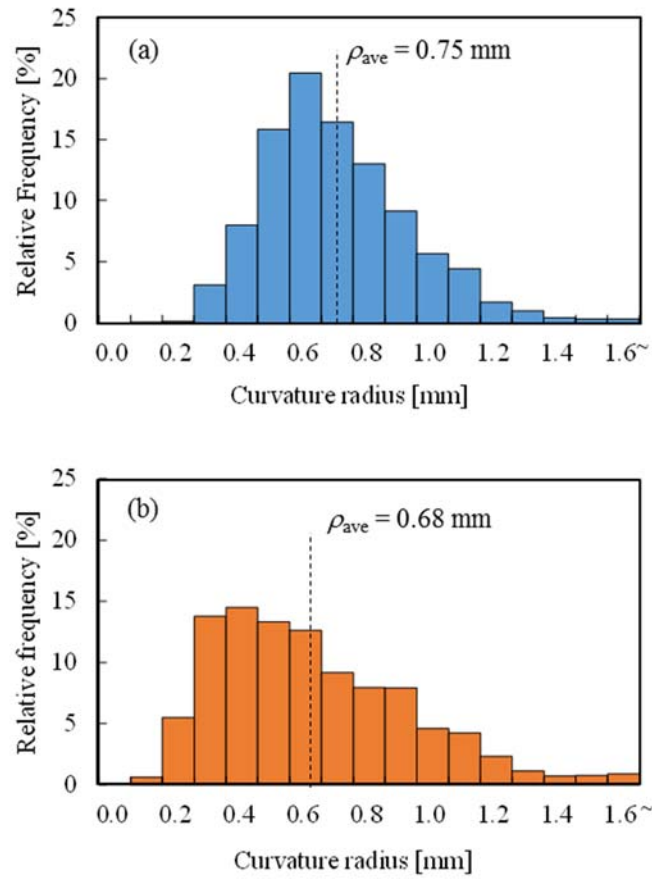 25
(a)
ρave = 0.75 mm
20
15
10
5
0
Relative Frequency [%]
0.0 0.2 0.4 0.6 0.8 1.0 1.2 1.4 1.6~
Curvature radius [mm]
25
(b)
ρave = 0.68 mm
20
15
10
5
0
Relative frequency [%]
0.0 0.2 0.4 0.6 0.8 1.0 1.2 1.4 1.6~
Curvature radius [mm]